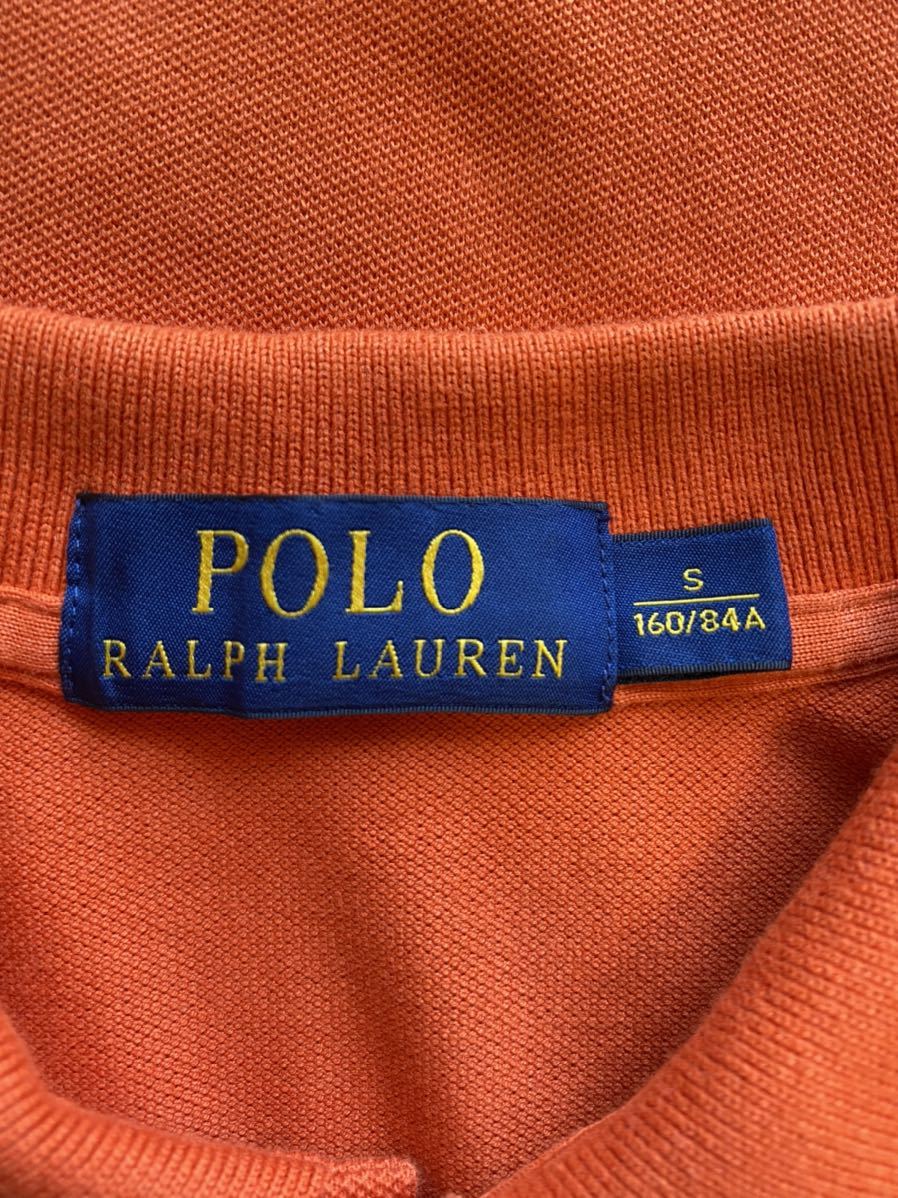 POLO
RALPH LAUREN
S
160/84A